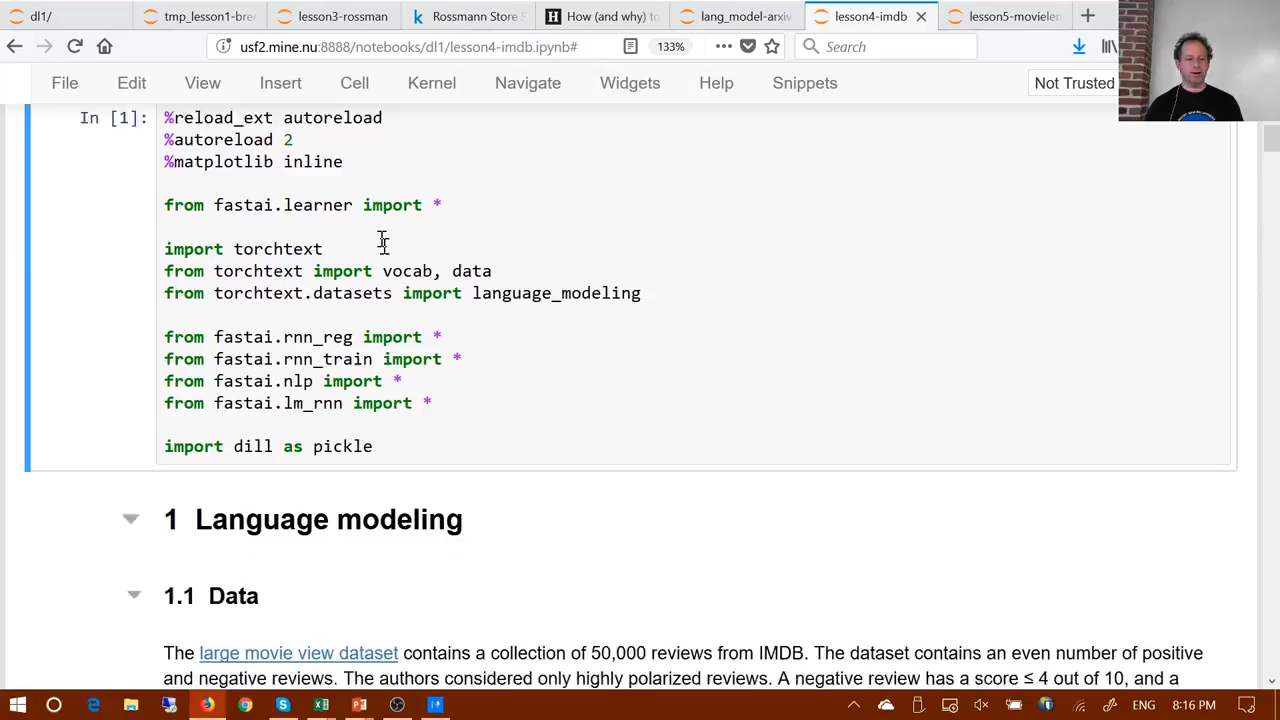 dl1/
tmp_lesson1-bre
lesson3-rossman
Rossmann Store S
How (and why) to
lang_model-arxiv
lesson4-imdb
lesson5-movielen
usf2.mine.nu:8888/notebooks/dl1/lesson4-imdb.ipynb#
133%
Search
File Edit View Insert Cell Kernel Navigate Widgets Help Snippets
Not Trusted
In [1]:
%reload_ext autoreload
%autoreload 2
%matplotlib inline
from fastai.learner import *
import torchtext
from torchtext import vocab, data
from torchtext.datasets import language_modeling
from fastai.rnn_reg import *
from fastai.rnn_train import *
from fastai.nlp import *
from fastai.lm_rnn import *
import dill as pickle
1 Language modeling
1.1 Data
The large movie view dataset contains a collection of 50,000 reviews from IMDB. The dataset contains an even number of positive
and negative reviews. The authors considered only highly polarized reviews. A negative review has a score ≤ 4 out of 10, and a
ENG 8:16 PM